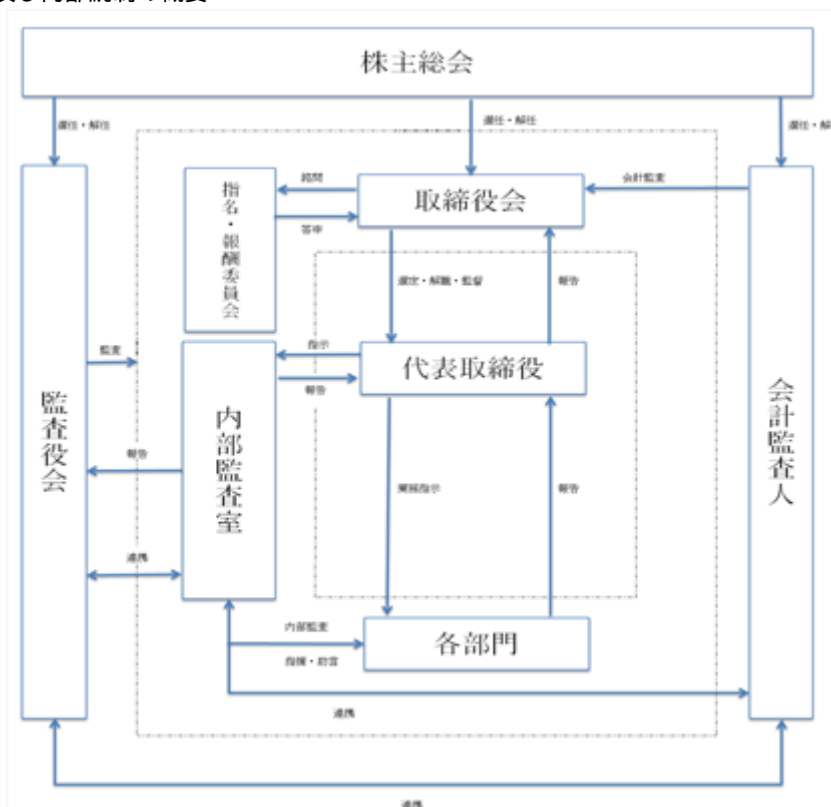 株主総会
選任・解任
選任・解任
選任・解
指名・報酬委員会
諮問
取締役会
会計監査
答申
選定・解職・監督
報告
指示
代表取締役
監査
報告
監査役会
内部監査室
会計監査人
報告
業務指示
報告
連携
内部監査
各部門
指摘・助言
連携
連携